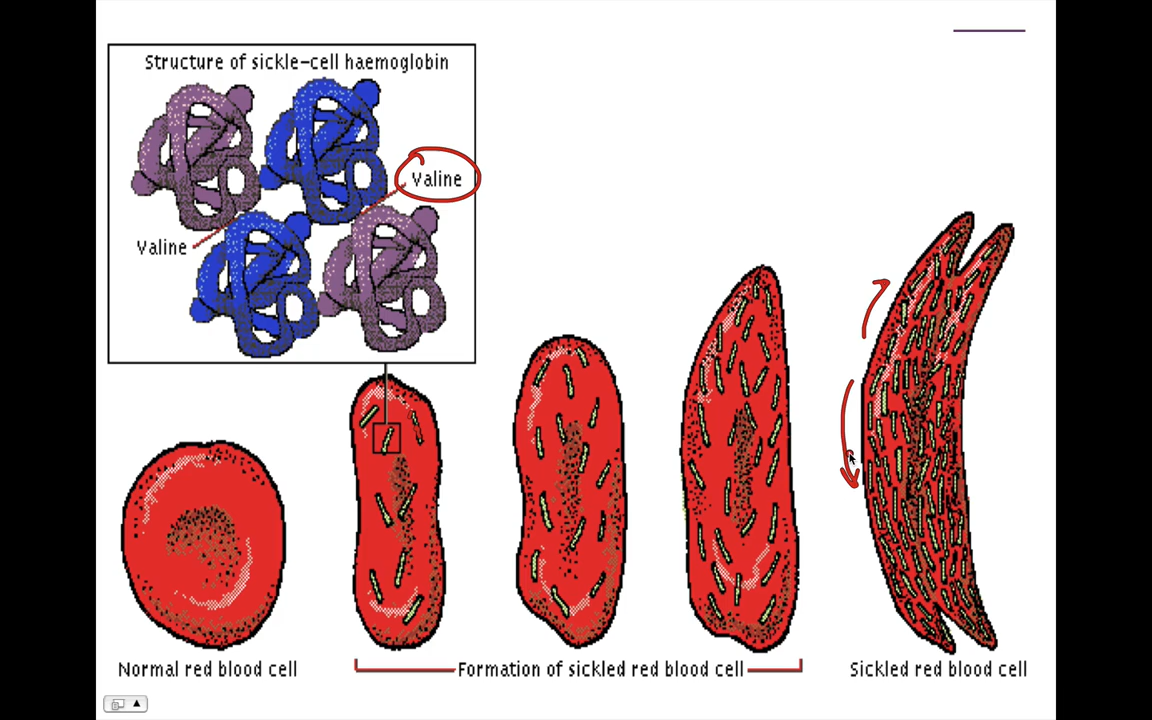 Structure of sickle-cell haemoglobin
Valine
Valine
Normal red blood cell
Formation of sickled red blood cell
Sickled red blood cell